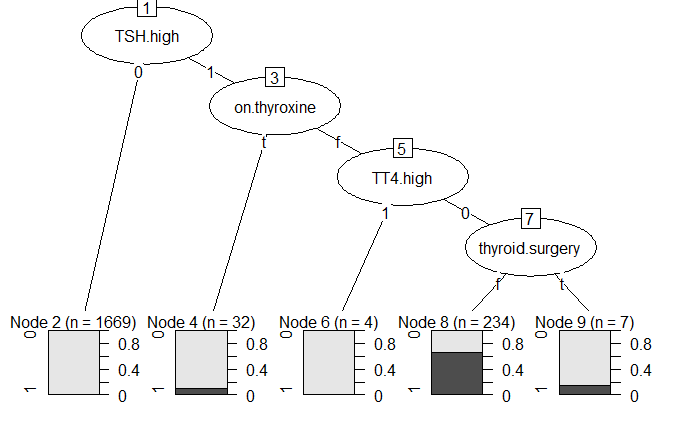 1
TSH.high
0 1
3
on.thyroxine
t f
5
TT4.high
1 0
7
thyroid.surgery
f t
Node 2 (n = 1669) Node 4 (n = 32) Node 6 (n = 4) Node 8 (n = 234) Node 9 (n = 7)
0 0.8 0 0.8 0 0.8 0 0.8 0 0.8
0.4 0.4 0.4 0.4 0.4
1 0 1 0 1 0 1 0 1 0